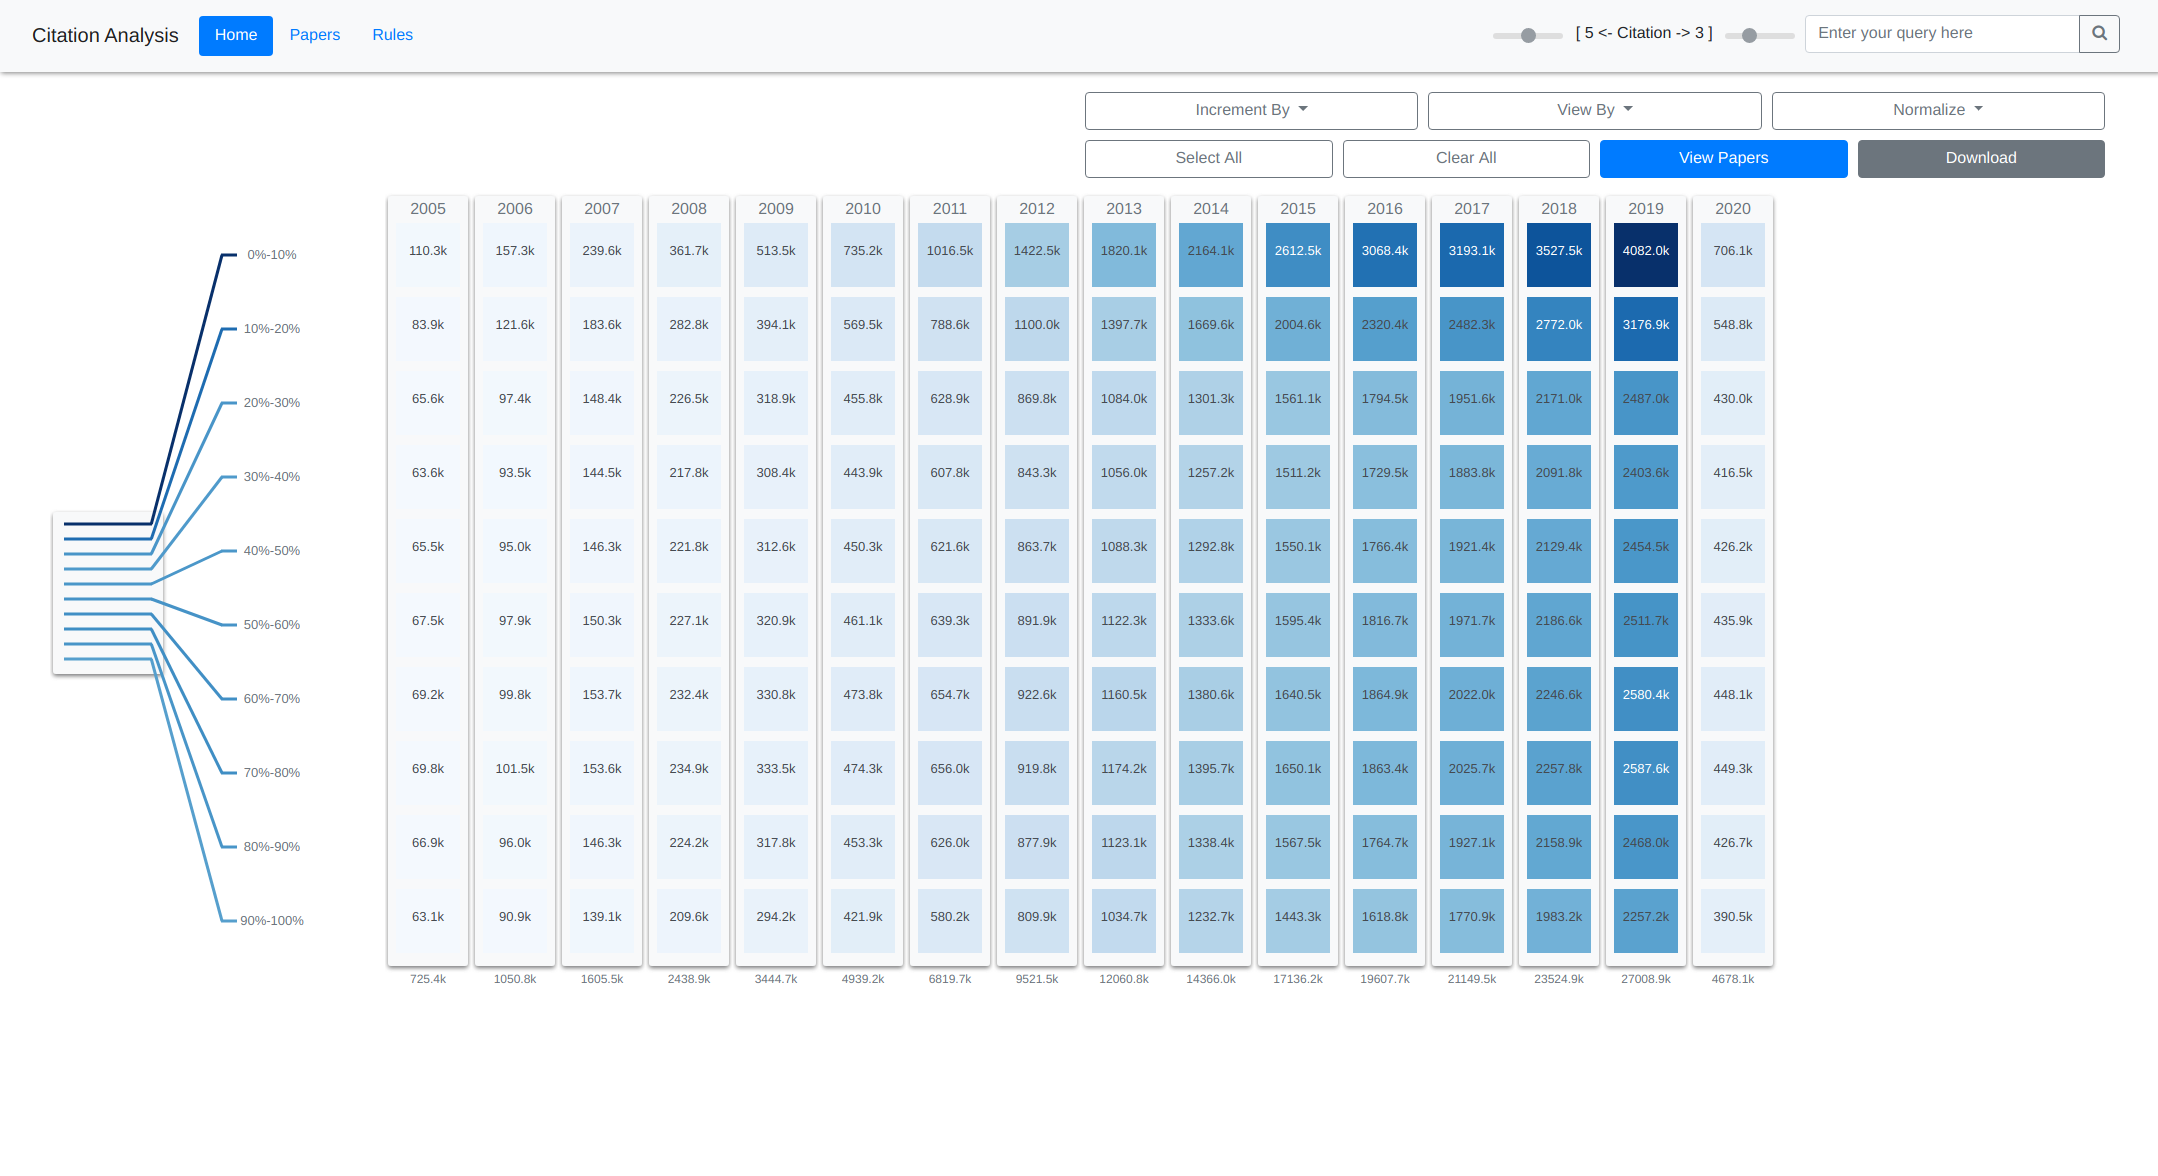 Citation Analysis Home Papers Rules [ 5 <- Citation -> 3 ] Enter your query here
Increment By View By Normalize
Select All Clear All View Papers Download
2005 2006 2007 2008 2009 2010 2011 2012 2013 2014 2015 2016 2017 2018 2019 2020
0%-10% 110.3k 157.3k 239.6k 361.7k 513.5k 735.2k 1016.5k 1422.5k 1820.1k 2164.1k 2612.5k 3068.4k 3193.1k 3527.5k 4082.0k 706.1k
10%-20% 83.9k 121.6k 183.6k 282.8k 394.1k 569.5k 788.6k 1100.0k 1397.7k 1669.6k 2004.6k 2320.4k 2482.3k 2772.0k 3176.9k 548.8k
20%-30% 65.6k 97.4k 148.4k 226.5k 318.9k 455.8k 628.9k 869.8k 1084.0k 1301.3k 1561.1k 1794.5k 1951.6k 2171.0k 2487.0k 430.0k
30%-40% 63.6k 93.5k 144.5k 217.8k 308.4k 443.9k 607.8k 843.3k 1056.0k 1257.2k 1511.2k 1729.5k 1883.8k 2091.8k 2403.6k 416.5k
40%-50% 65.5k 95.0k 146.3k 221.8k 312.6k 450.3k 621.6k 863.7k 1088.3k 1292.8k 1550.1k 1766.4k 1921.4k 2129.4k 2454.5k 426.2k
50%-60% 67.5k 97.9k 150.3k 227.1k 320.9k 461.1k 639.3k 891.9k 1122.3k 1333.6k 1595.4k 1816.7k 1971.7k 2186.6k 2511.7k 435.9k
60%-70% 69.2k 99.8k 153.7k 232.4k 330.8k 473.8k 654.7k 922.6k 1160.5k 1380.6k 1640.5k 1864.9k 2022.0k 2246.6k 2580.4k 448.1k
70%-80% 69.8k 101.5k 153.6k 234.9k 333.5k 474.3k 656.0k 919.8k 1174.2k 1395.7k 1650.1k 1863.4k 2025.7k 2257.8k 2587.6k 449.3k
80%-90% 66.9k 96.0k 146.3k 224.2k 317.8k 453.3k 626.0k 877.9k 1123.1k 1338.4k 1567.5k 1764.7k 1927.1k 2158.9k 2468.0k 426.7k
90%-100% 63.1k 90.9k 139.1k 209.6k 294.2k 421.9k 580.2k 809.9k 1034.7k 1232.7k 1443.3k 1618.8k 1770.9k 1983.2k 2257.2k 390.5k
725.4k 1050.8k 1605.5k 2438.9k 3444.7k 4939.2k 6819.7k 9521.5k 12060.8k 14366.0k 17136.2k 19607.7k 21149.5k 23524.9k 27008.9k 4678.1k